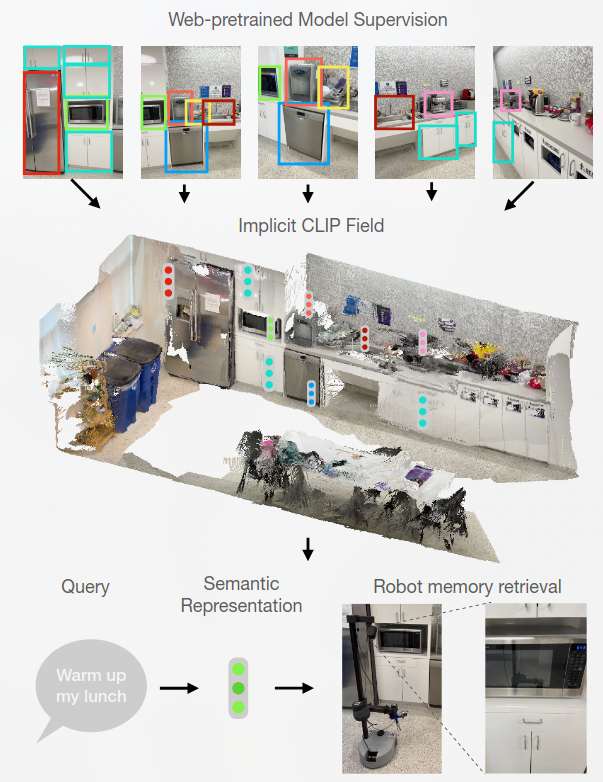 Web-pretrained Model Supervision
Implicit CLIP Field
Query
Semantic
Representation
Robot memory retrieval
Warm up
my lunch